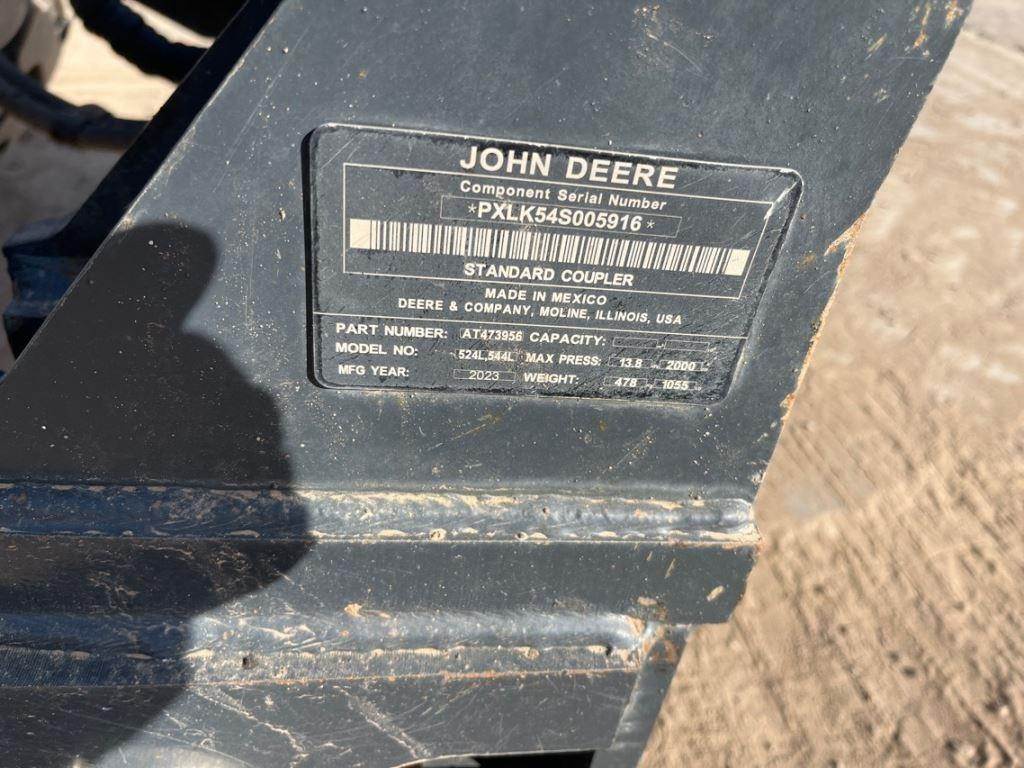 JOHN DEERE
Component Serial Number
*PXLK54S005916*
STANDARD COUPLER
MADE IN MEXICO
DEERE & COMPANY, MOLINE, ILLINOIS, USA
PART NUMBER: AT473956 CAPACITY:
MODEL NO: 524L,544L MAX PRESS: 13.8 2000
MFG YEAR: 2023 WEIGHT: 478 1055